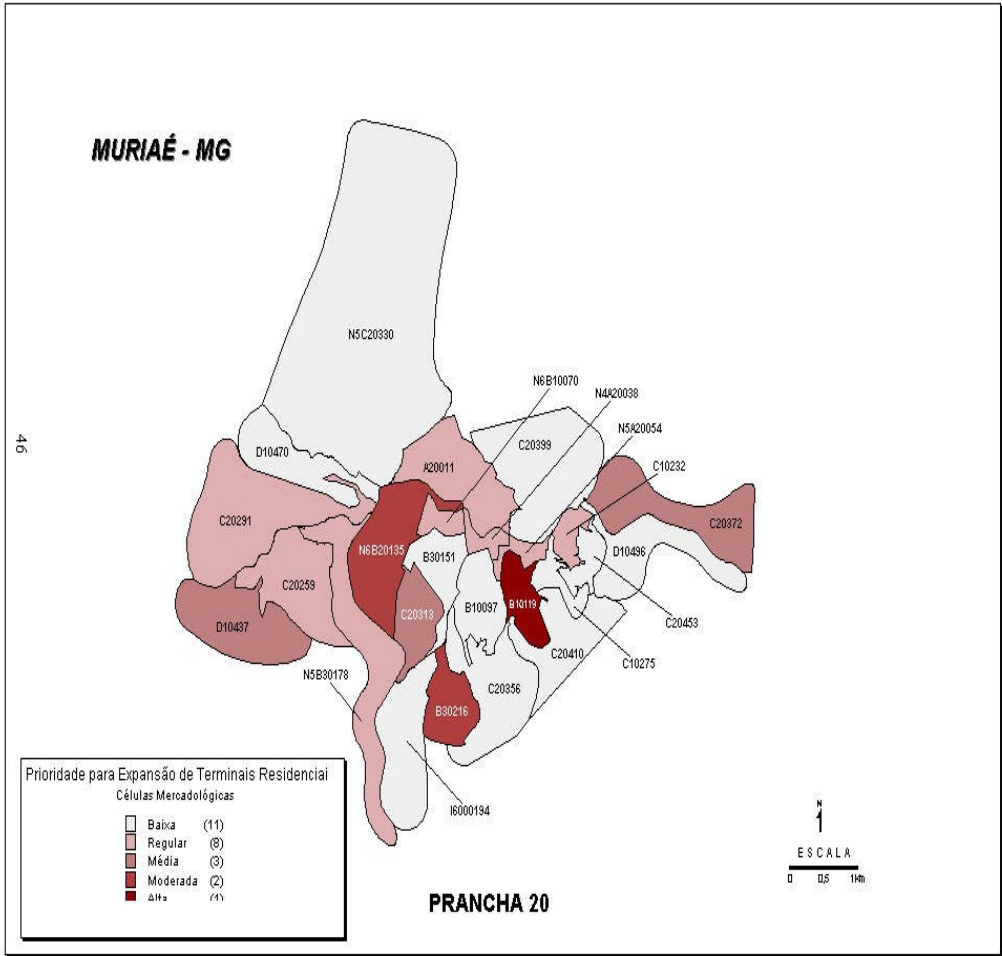 MURIAÉ - MG
N5C20330
N6B10070
N4A20038
N5A20054
C10232
D10470
A20011
C20399
C20291
C20372
N6B20135
B30151
D10496
C20259
C20313
B10097
B10119
D10437
C20453
C20410
C10275
N5B30178
C20356
B30216
I6000194
46
Prioridade para Expansão de Terminais Residenciai
Células Mercadológicas
Baixa (11)
Regular (8)
Média (3)
Moderada (2)
Alta (1)
N
ESCALA
0 0,5 1Km
PRANCHA 20